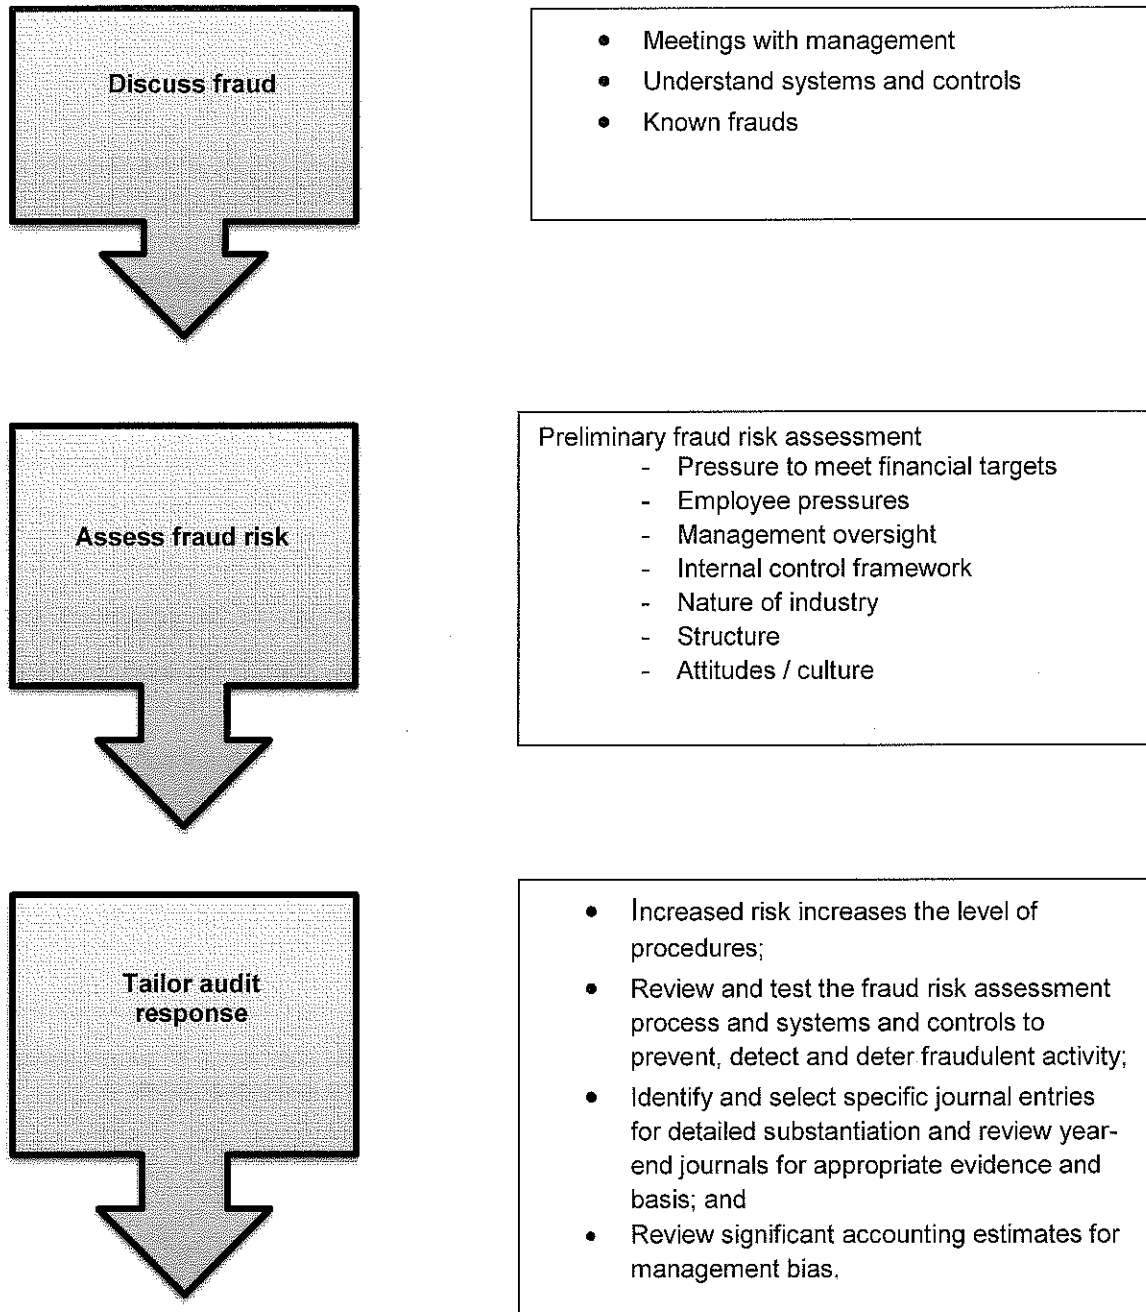 Discuss fraud
• Meetings with management
• Understand systems and controls
• Known frauds
Assess fraud risk
Preliminary fraud risk assessment
- Pressure to meet financial targets
- Employee pressures
- Management oversight
- Internal control framework
- Nature of industry
- Structure
- Attitudes / culture
Tailor audit
response
• Increased risk increases the level of
procedures;
• Review and test the fraud risk assessment
process and systems and controls to
prevent, detect and deter fraudulent activity;
• Identify and select specific journal entries
for detailed substantiation and review year-
end journals for appropriate evidence and
basis; and
• Review significant accounting estimates for
management bias.